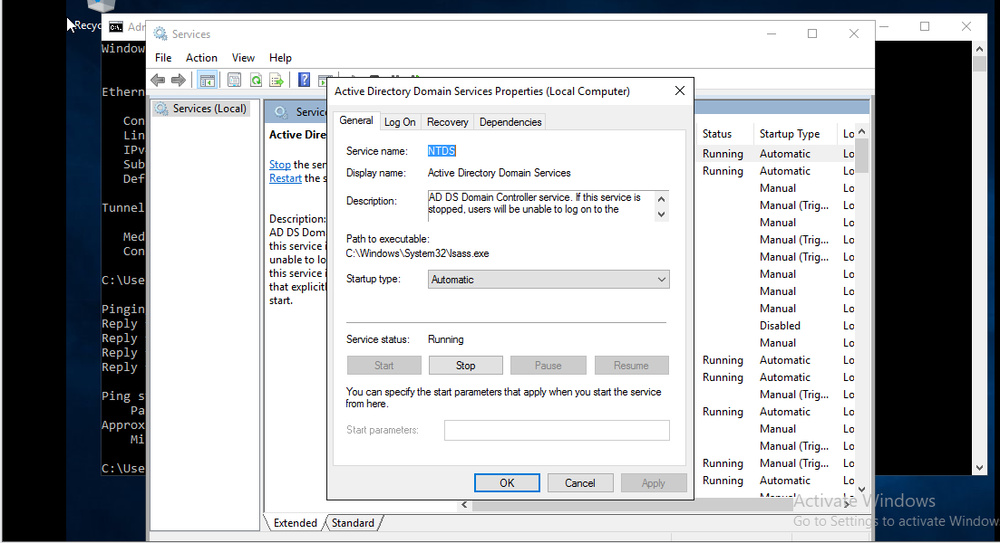 Recyc
Adr
Services
File Action View Help
Window
Ethern
Con
Lin
IPv
Sub
Def
Tunnel
Med
Con
C:\Use
Pingin
Reply
Reply
Reply
Reply
Ping s
Pa
Approx
Mi
C:\Use
Services (Local)
Service
Active Dire
Stop the ser
Restart the s
Description:
AD DS Dom
this service i
unable to lo
this service i
that explicitl
start.
Extended Standard
Active Directory Domain Services Properties (Local Computer)
General Log On Recovery Dependencies
Service name: NTDS
Display name: Active Directory Domain Services
Description: AD DS Domain Controller service. If this service is
stopped, users will be unable to log on to the
Path to executable:
C:\Windows\System32\lsass.exe
Startup type: Automatic
Service status: Running
Start Stop Pause Resume
You can specify the start parameters that apply when you start the service
from here.
Start parameters:
OK Cancel Apply
Status Startup Type Lo
Running Automatic Lo
Running Automatic Lo
Manual Lo
Manual (Trig... Lo
Manual Lo
Manual (Trig... Lo
Manual (Trig... Lo
Manual Lo
Manual Lo
Manual Lo
Disabled Lo
Manual Lo
Running Automatic Lo
Running Automatic Lo
Manual (Trig... Lo
Running Automatic Lo
Manual Lo
Manual (Trig... Lo
Running Manual (Trig... Lo
Running Automatic Lo
Activate Windows
Go to Settings to activate Window